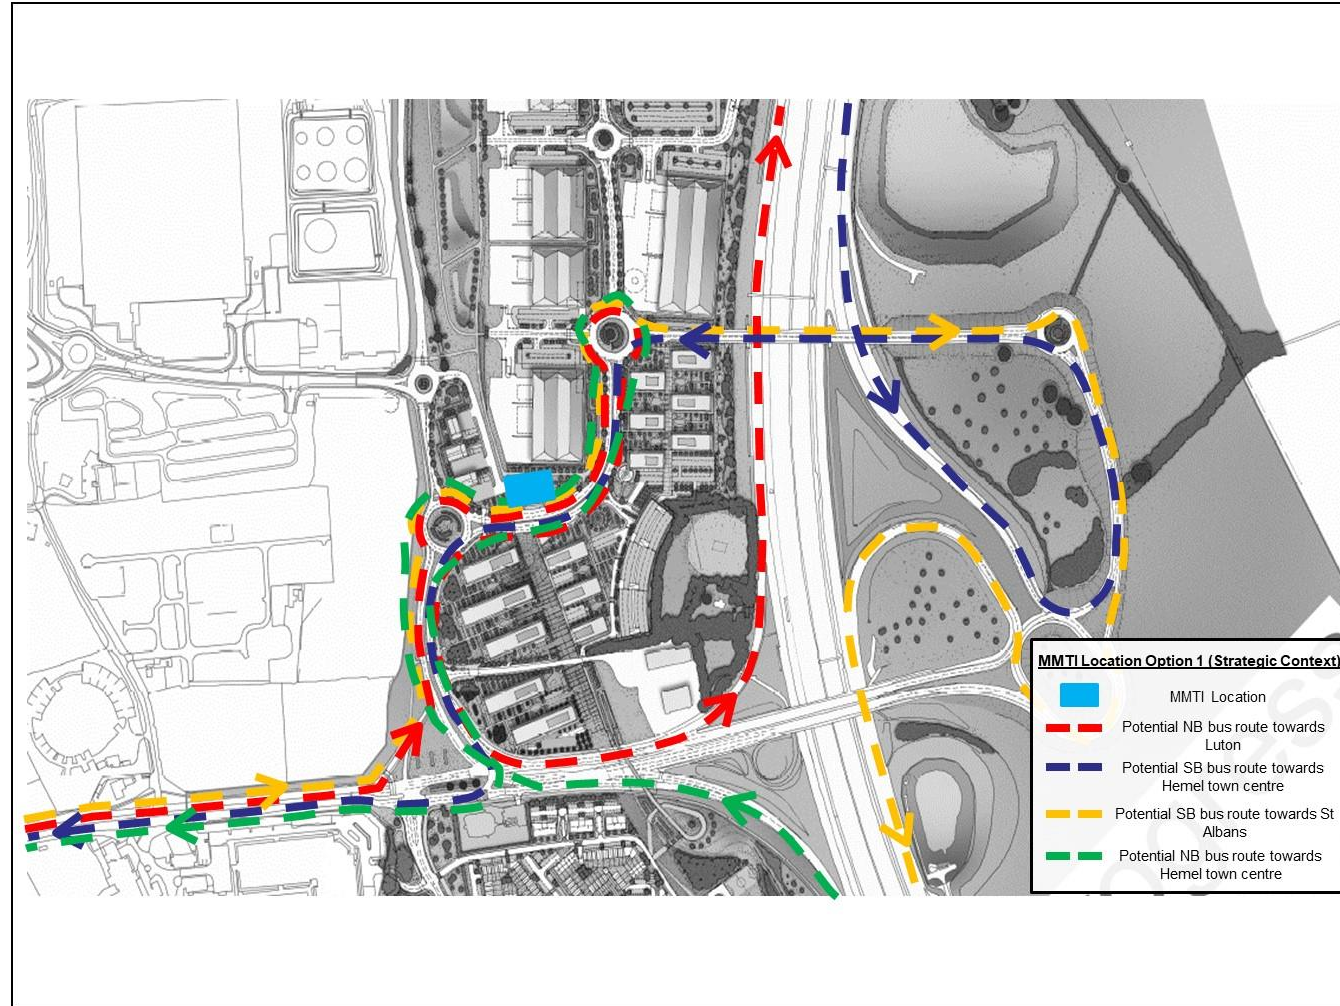 MMTI Location Option 1 (Strategic Context)
MMTI Location
Potential NB bus route towards
Luton
Potential SB bus route towards
Hemel town centre
Potential SB bus route towards St
Albans
Potential NB bus route towards
Hemel town centre